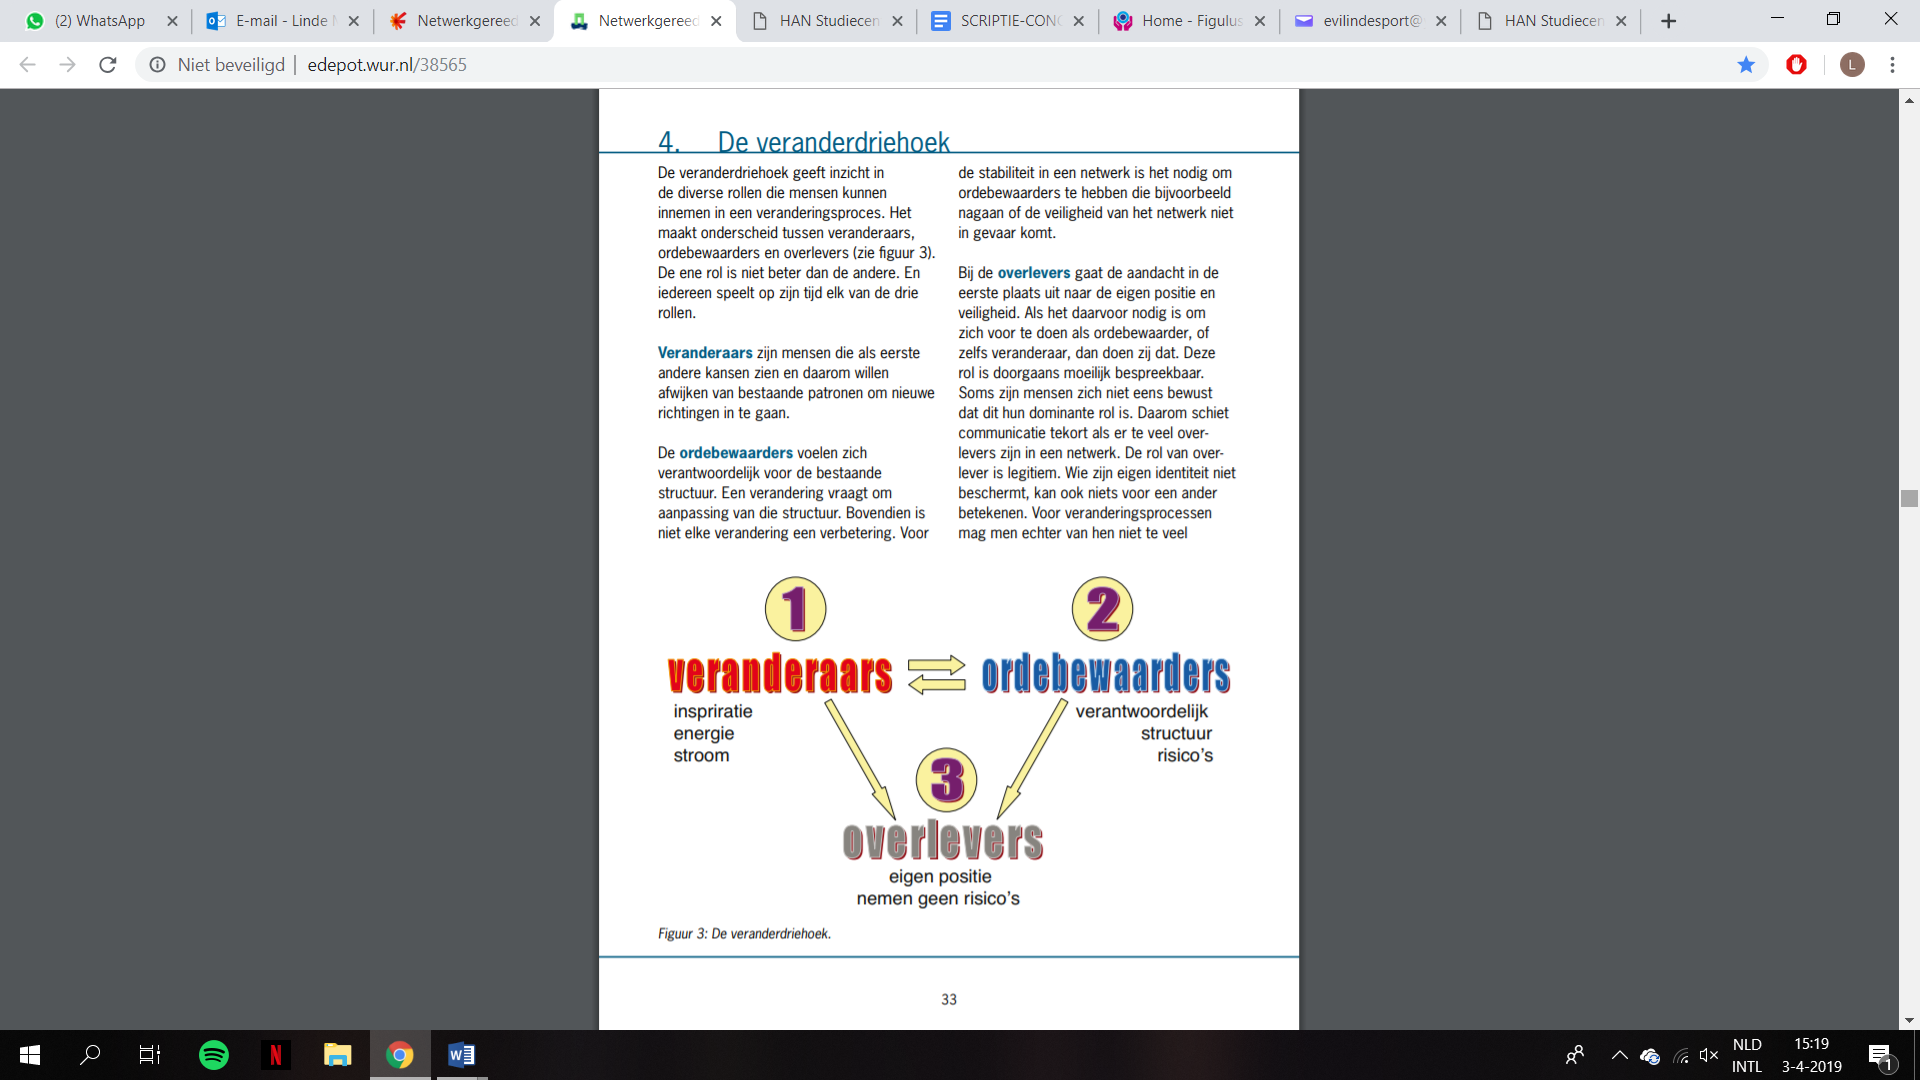 (2) WhatsApp
E-mail - Linde
Netwerkgereed
Netwerkgereed
HAN Studiecen
SCRIPTIE-CONC
Home - Figulus
evilindesport@
HAN Studiecen
Niet beveiligd | edepot.wur.nl/38565
L
4. De veranderdriehoek
De veranderdriehoek geeft inzicht in
de diverse rollen die mensen kunnen
innemen in een veranderingsproces. Het
maakt onderscheid tussen veranderaars,
ordebewaarders en overlevers (zie figuur 3).
De ene rol is niet beter dan de andere. En
iedereen speelt op zijn tijd elk van de drie
rollen.
Veranderaars zijn mensen die als eerste
andere kansen zien en daarom willen
afwijken van bestaande patronen om nieuwe
richtingen in te gaan.
De ordebewaarders voelen zich
verantwoordelijk voor de bestaande
structuur. Een verandering vraagt om
aanpassing van die structuur. Bovendien is
niet elke verandering een verbetering. Voor
de stabiliteit in een netwerk is het nodig om
ordebewaarders te hebben die bijvoorbeeld
nagaan of de veiligheid van het netwerk niet
in gevaar komt.
Bij de overlevers gaat de aandacht in de
eerste plaats uit naar de eigen positie en
veiligheid. Als het daarvoor nodig is om
zich voor te doen als ordebewaarder, of
zelfs veranderaar, dan doen zij dat. Deze
rol is doorgaans moeilijk bespreekbaar.
Soms zijn mensen zich niet eens bewust
dat dit hun dominante rol is. Daarom schiet
communicatie tekort als er te veel over-
levers zijn in een netwerk. De rol van over-
lever is legitiem. Wie zijn eigen identiteit niet
beschermt, kan ook niets voor een ander
betekenen. Voor veranderingsprocessen
mag men echter van hen niet te veel
1
veranderaars
inspriratie
energie
stroom
2
ordebewaarders
verantwoordelijk
structuur
risico's
3
overlevers
eigen positie
nemen geen risico's
Figuur 3: De veranderdriehoek.
33
NLD
INTL
15:19
3-4-2019
1